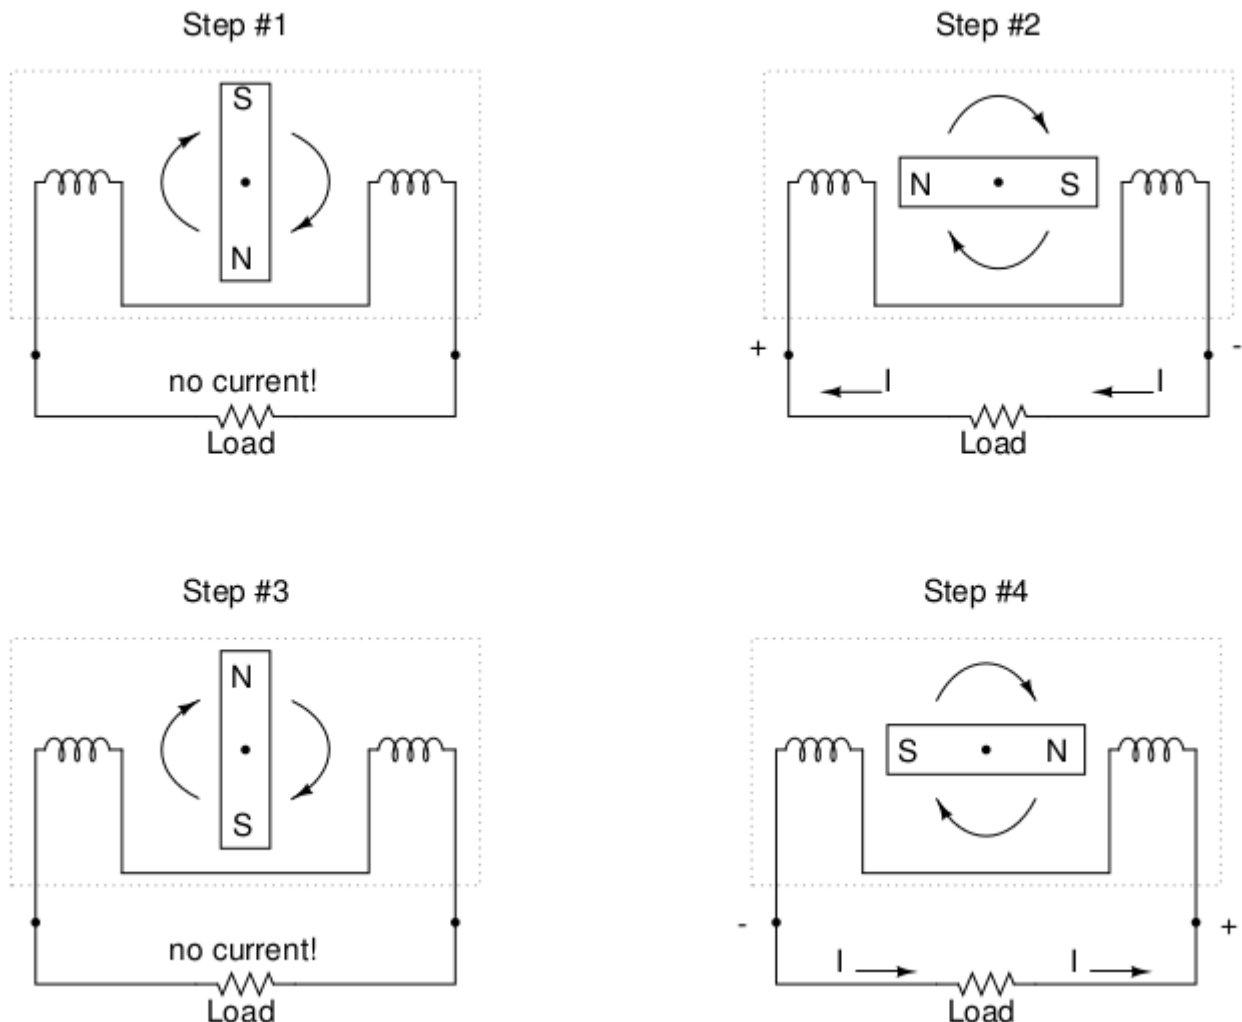 Step #1
S
N
no current!
Load
Step #2
N
S
+
-
I
I
Load
Step #3
N
S
no current!
Load
Step #4
S
N
-
+
I
I
Load